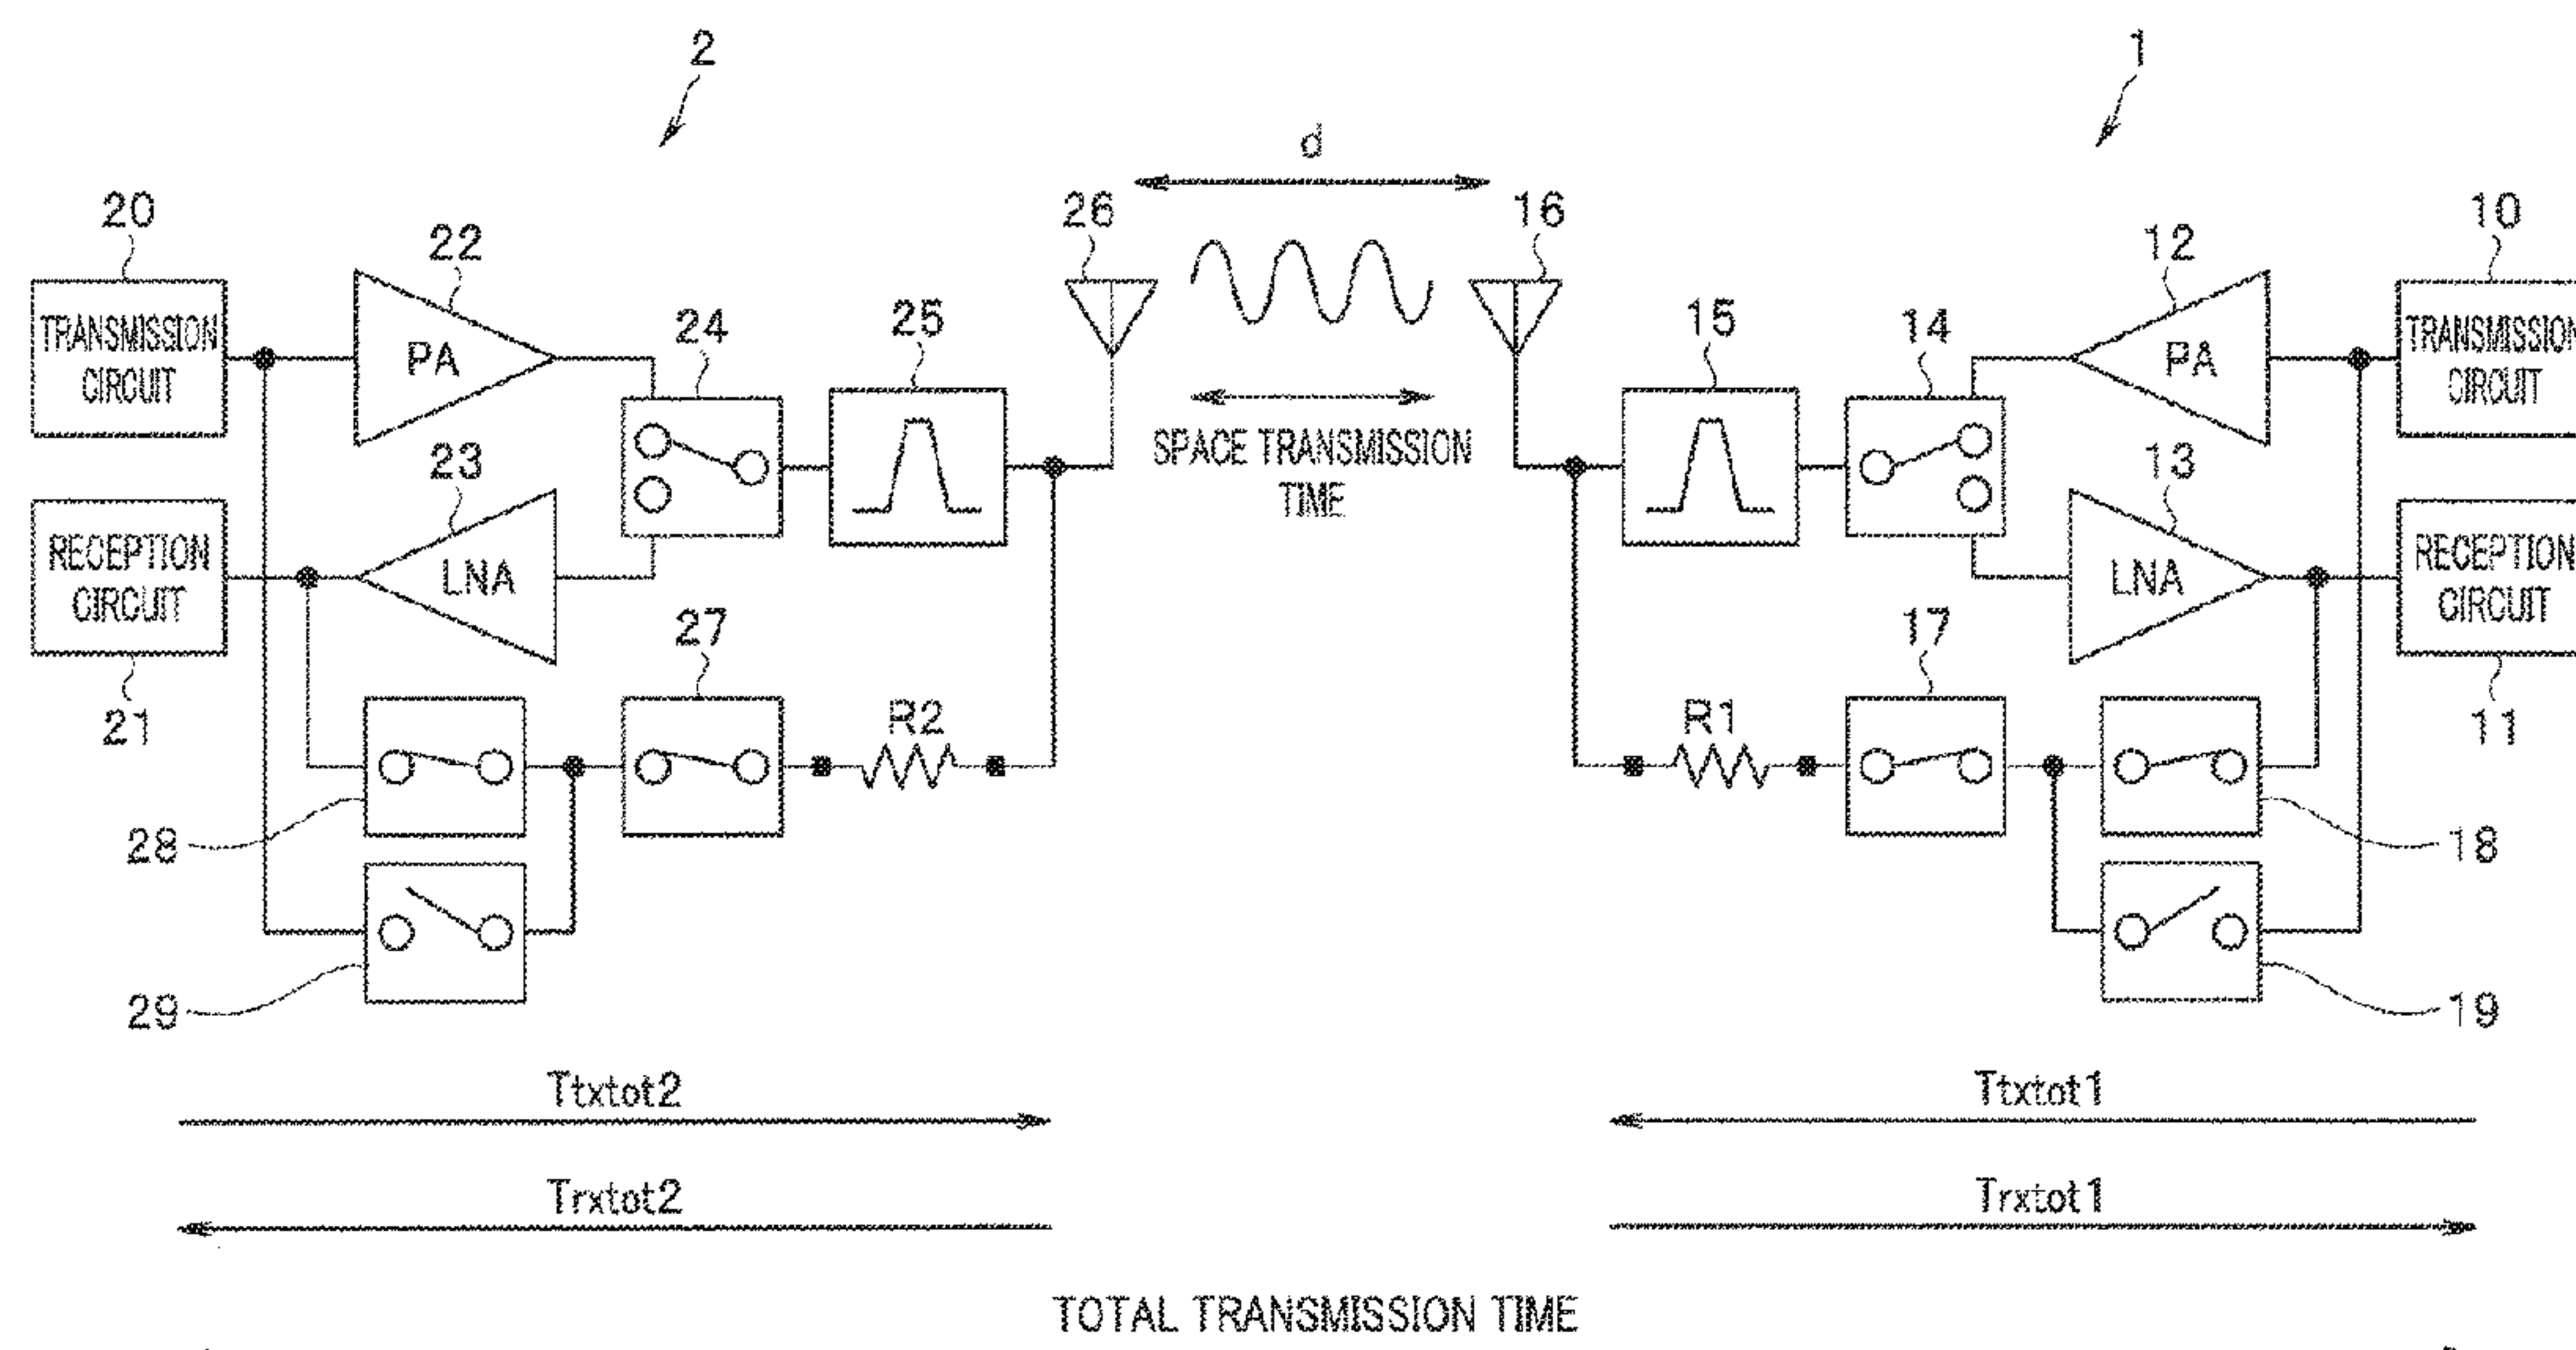 2
1
d
20
22
24
25
26
16
15
14
12
10
TRANSMISSION
CIRCUIT
PA
SPACE TRANSMISSION
TIME
PA
TRANSMISSION
CIRCUIT
23
13
RECEPTION
CIRCUIT
LNA
LNA
RECEPTION
CIRCUIT
21
27
R2
R1
17
11
28
18
29
19
Ttxtot2
Ttxtot1
Trxtot2
Trxtot1
TOTAL TRANSMISSION TIME